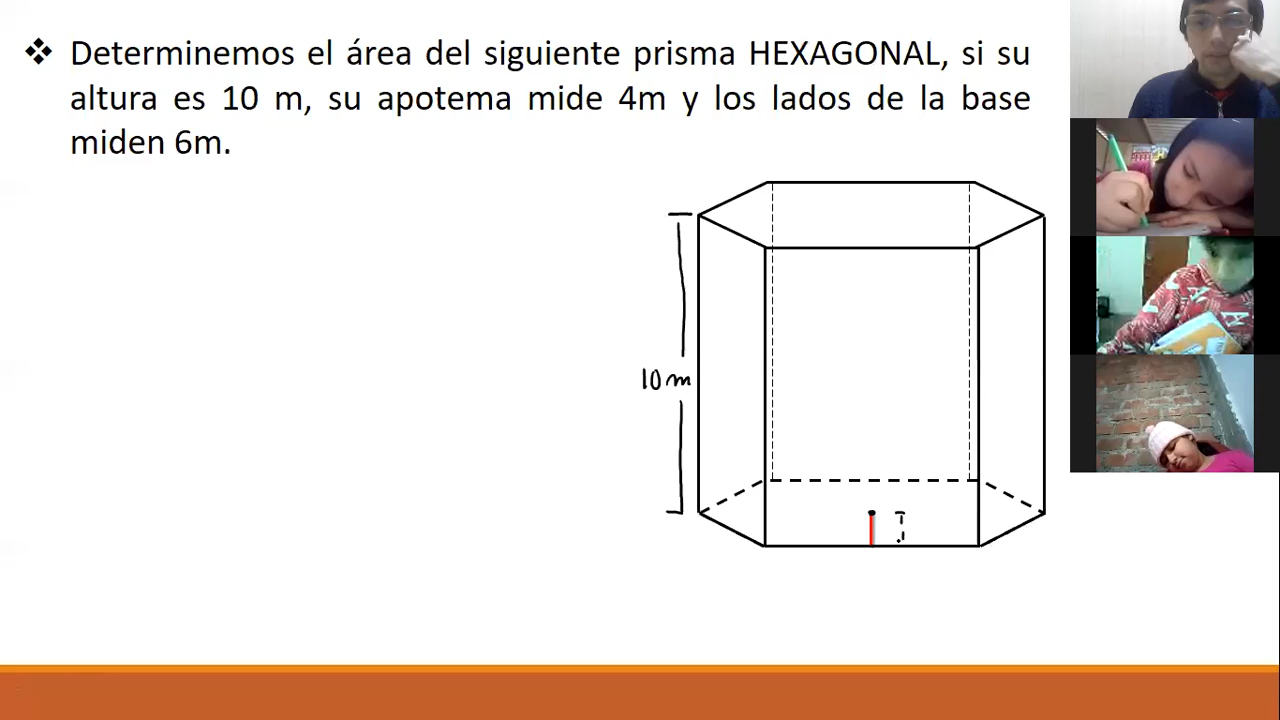 Determinemos el área del siguiente prisma HEXAGONAL, si su
altura es 10 m, su apotema mide 4m y los lados de la base
miden 6m.
10 m